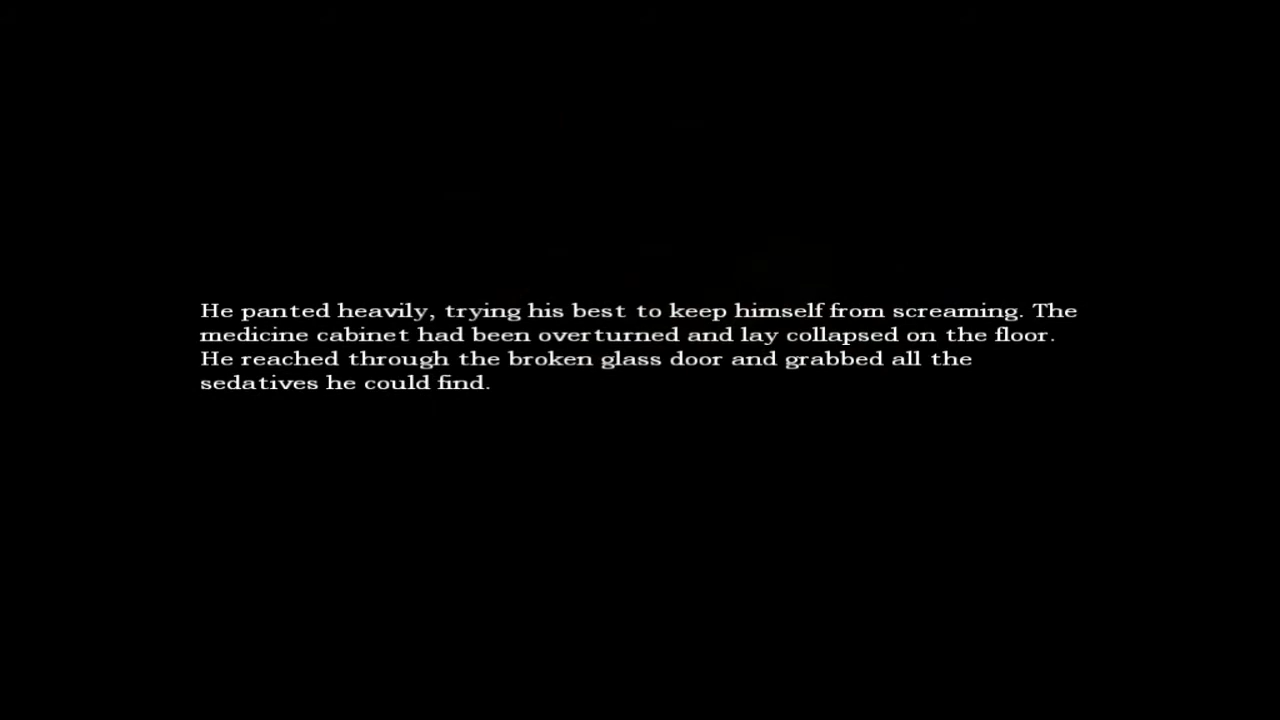 He panted heavily, trying his best to keep himself from screaming. The
medicine cabinet had been overturned and lay collapsed on the floor.
He reached through the broken glass door and grabbed all the
sedatives he could find.